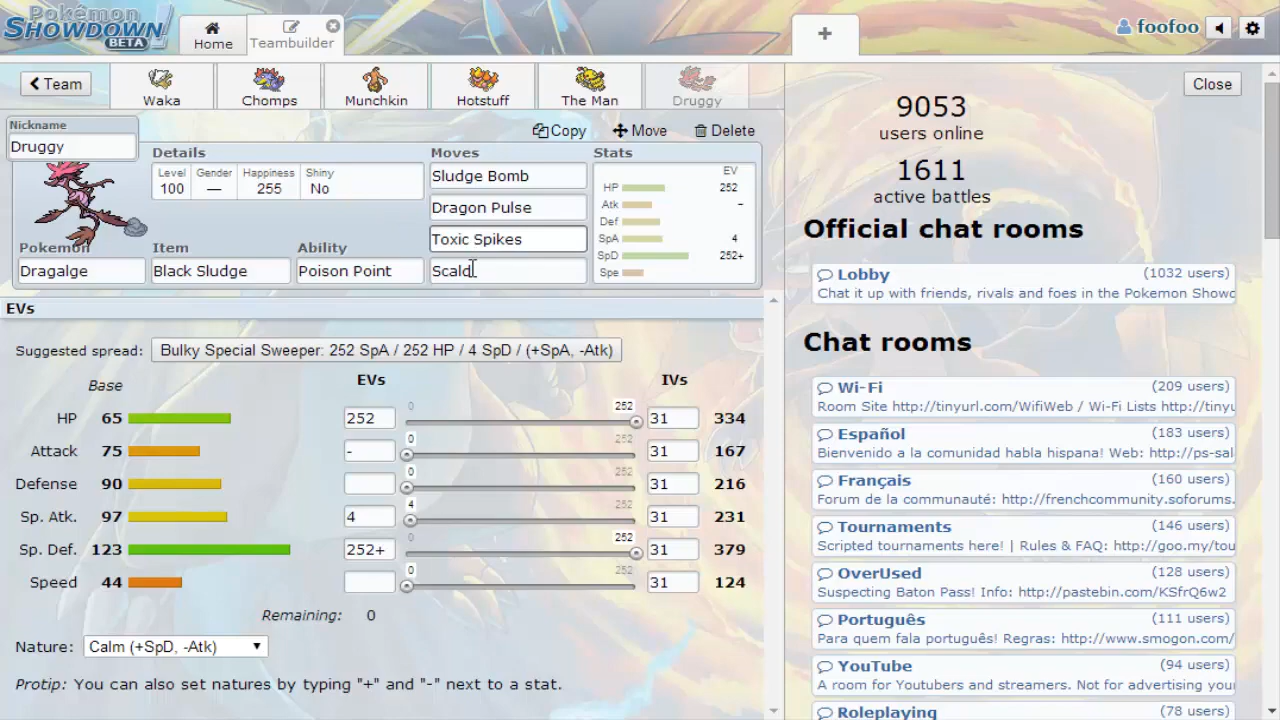 Pokémon
SHOWDOWN!
BETA
Home
Teambuilder
+
foofoo
Team
Waka
Chomps
Munchkin
Hotstuff
The Man
Druggy
Close
Copy
Move
Delete
Nickname
Druggy
Details
Level
100
Gender
—
Happiness
255
Shiny
No
Pokemon
Dragalge
Item
Black Sludge
Ability
Poison Point
Moves
Sludge Bomb
Dragon Pulse
Toxic Spikes
Scald
Stats
EV
HP 252
Atk –
Def
SpA 4
SpD 252+
Spe
EVs
Suggested spread: Bulky Special Sweeper: 252 SpA / 252 HP / 4 SpD / (+SpA, -Atk)
Base EVs IVs
HP 65 252 0 252 31 334
Attack 75 - 0 252 31 167
Defense 90 0 252 31 216
Sp. Atk. 97 4 4 252 31 231
Sp. Def. 123 252+ 0 252 31 379
Speed 44 0 252 31 124
Remaining: 0
Nature: Calm (+SpD, -Atk)
Protip: You can also set natures by typing "+" and "-" next to a stat.
9053
users online
1611
active battles
Official chat rooms
Lobby (1032 users)
Chat it up with friends, rivals and foes in the Pokemon Showd
Chat rooms
Wi-Fi (209 users)
Room Site http://tinyurl.com/WifiWeb / Wi-Fi Lists http://tinyu
Español (183 users)
Bienvenido a la comunidad habla hispana! Web: http://ps-sal
Français (160 users)
Forum de la communauté: http://frenchcommunity.soforums.
Tournaments (146 users)
Scripted tournaments here! | Rules & FAQ: http://goo.my/tou
OverUsed (128 users)
Suspecting Baton Pass! Info: http://pastebin.com/KSfrQ6w2
Português (111 users)
Para quem fala português! Regras: http://www.smogon.com/
YouTube (94 users)
A room for Youtubers and streamers. Not for advertising your
Roleplaying (78 users)